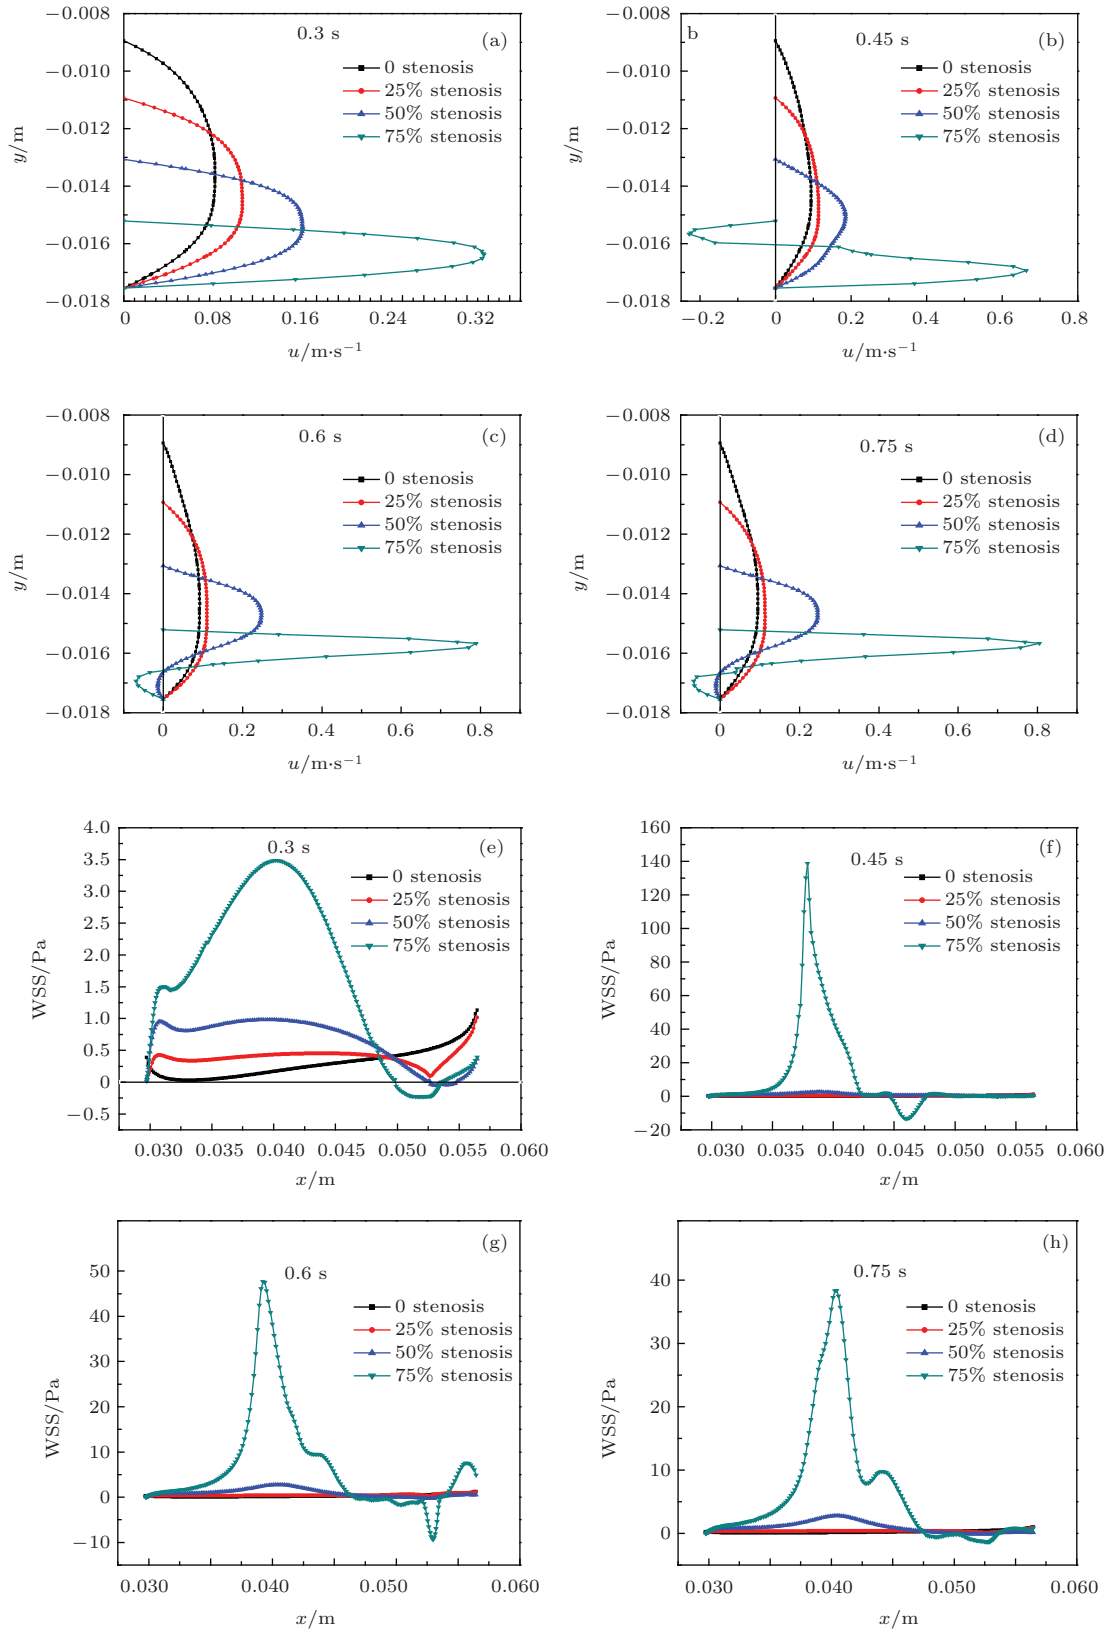 −0.008
−0.010
−0.012
−0.014
−0.016
−0.018
y/m
0.3 s
(a)
0 stenosis
25% stenosis
50% stenosis
75% stenosis
0
0.08
0.16
0.24
0.32
u/m·s⁻¹
−0.008
−0.010
−0.012
−0.014
−0.016
−0.018
y/m
b
0.45 s
(b)
0 stenosis
25% stenosis
50% stenosis
75% stenosis
−0.2
0
0.2
0.4
0.6
0.8
u/m·s⁻¹
−0.008
−0.010
−0.012
−0.014
−0.016
−0.018
y/m
0.6 s
(c)
0 stenosis
25% stenosis
50% stenosis
75% stenosis
0
0.2
0.4
0.6
0.8
u/m·s⁻¹
−0.008
−0.010
−0.012
−0.014
−0.016
−0.018
y/m
0.75 s
(d)
0 stenosis
25% stenosis
50% stenosis
75% stenosis
0
0.2
0.4
0.6
0.8
u/m·s⁻¹
4.0
3.5
3.0
2.5
2.0
1.5
1.0
0.5
0
−0.5
WSS/Pa
0.3 s
(e)
0 stenosis
25% stenosis
50% stenosis
75% stenosis
0.030
0.035
0.040
0.045
0.050
0.055
0.060
x/m
160
140
120
100
80
60
40
20
0
−20
WSS/Pa
0.45 s
(f)
0 stenosis
25% stenosis
50% stenosis
75% stenosis
0.030
0.035
0.040
0.045
0.050
0.055
0.060
x/m
50
40
30
20
10
0
−10
WSS/Pa
0.6 s
(g)
0 stenosis
25% stenosis
50% stenosis
75% stenosis
0.030
0.040
0.050
0.060
x/m
40
30
20
10
0
WSS/Pa
0.75 s
(h)
0 stenosis
25% stenosis
50% stenosis
75% stenosis
0.030
0.040
0.050
0.060
x/m